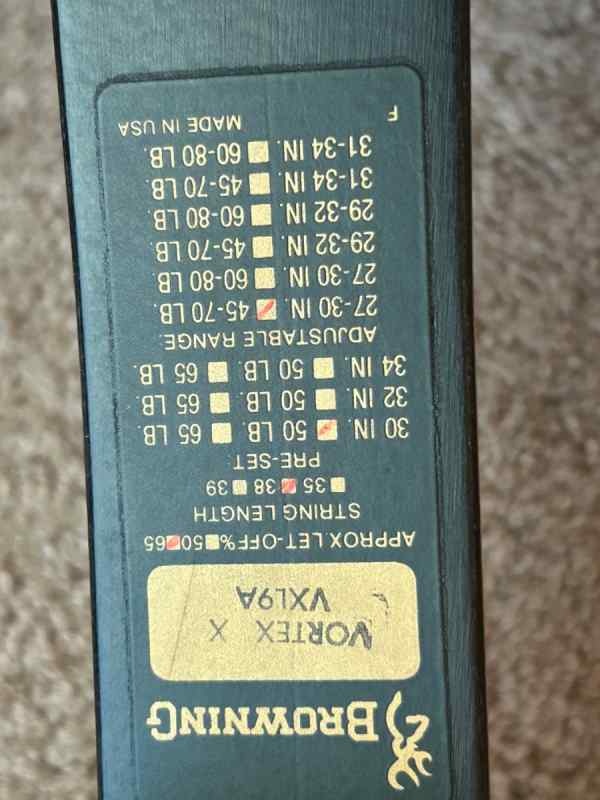 BROWNING
VORTEX X
VXL9A
APPROX LET-OFF% ■50 ■65
STRING LENGTH
■ 35 ■ 38 ■ 39
PRE-SET:
30 IN. ■ 50 LB. ■ 65 LB.
32 IN. ■ 50 LB. ■ 65 LB.
34 IN. ■ 50 LB. ■ 65 LB.
ADJUSTABLE RANGE:
27-30 IN. ■ 45-70 LB.
27-30 IN. ■ 60-80 LB.
29-32 IN. ■ 45-70 LB.
29-32 IN. ■ 60-80 LB.
31-34 IN. ■ 45-70 LB.
31-34 IN. ■ 60-80 LB.
F MADE IN USA